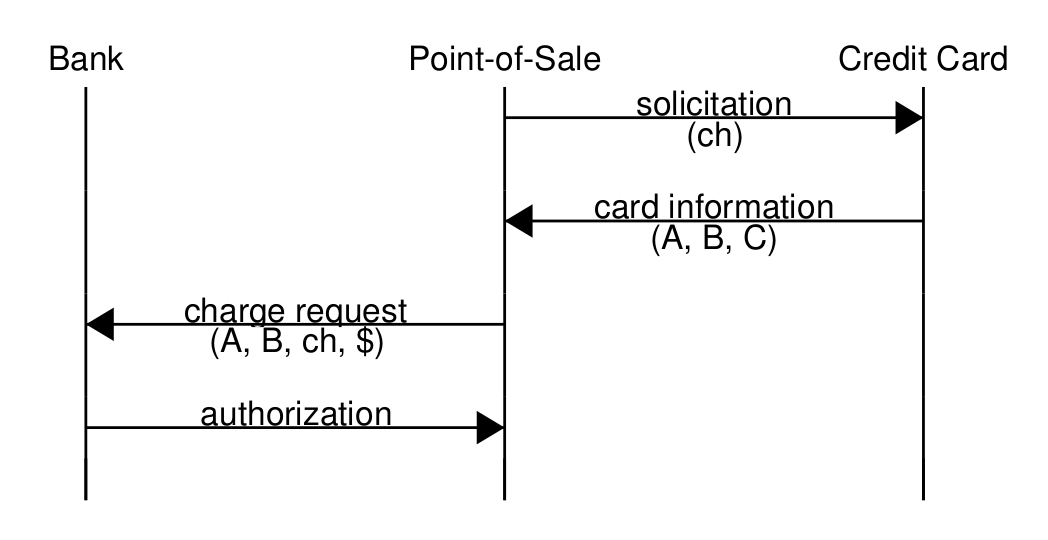 Bank Point-of-Sale Credit Card
solicitation
(ch)
card information
(A, B, C)
charge request
(A, B, ch, $)
authorization